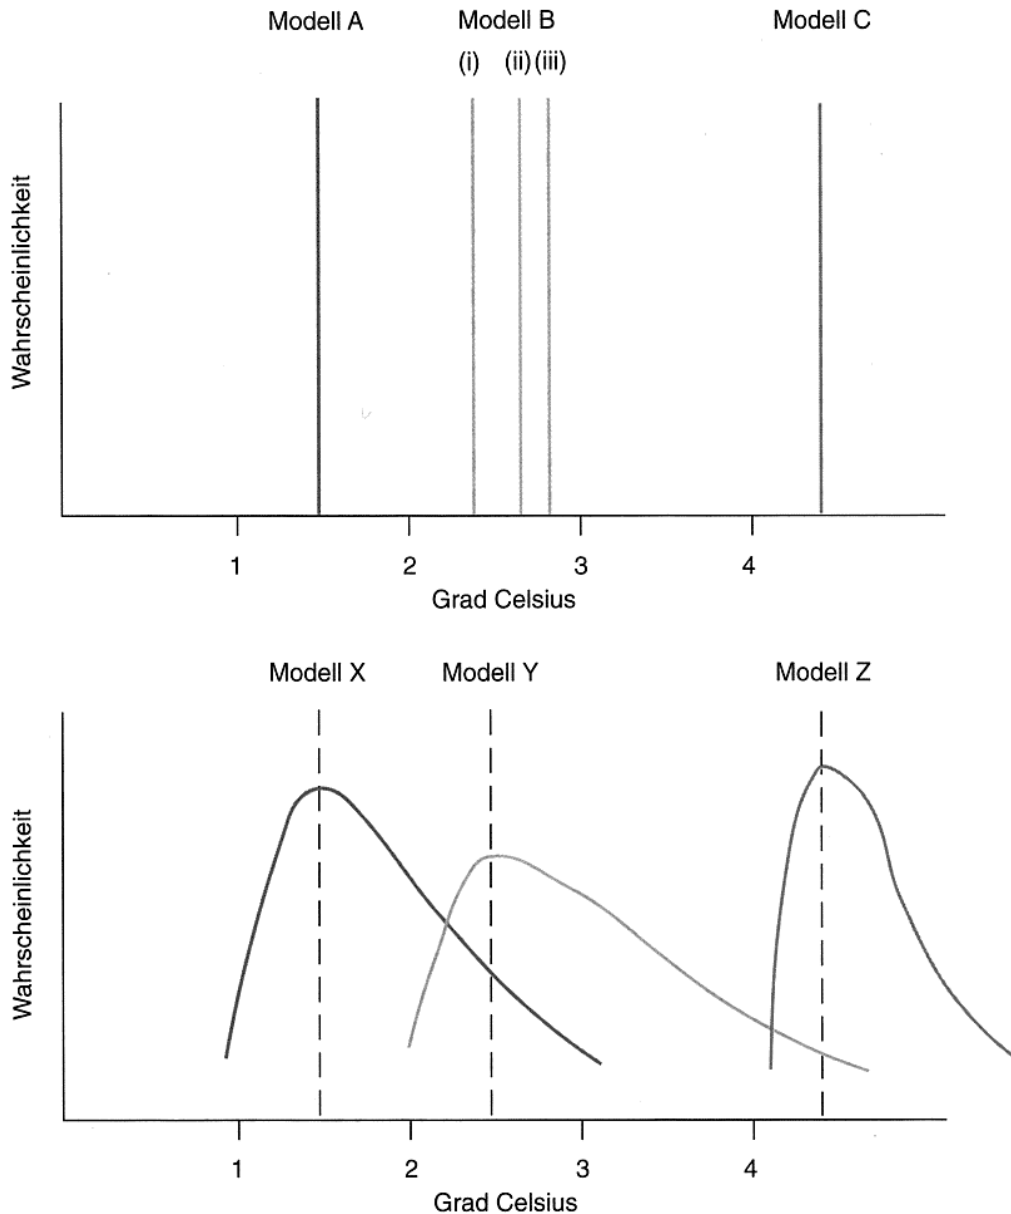 Modell A Modell B Modell C
(i) (ii) (iii)
Wahrscheinlichkeit
1 2 3 4
Grad Celsius
Modell X Modell Y Modell Z
Wahrscheinlichkeit
1 2 3 4
Grad Celsius